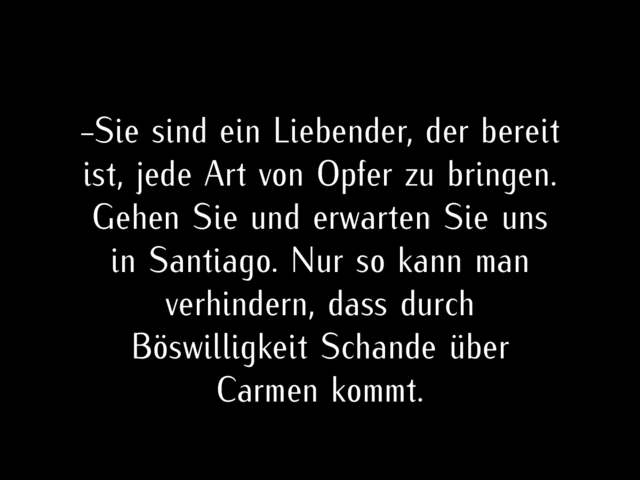 –Sie sind ein Liebender, der bereit
ist, jede Art von Opfer zu bringen.
Gehen Sie und erwarten Sie uns
in Santiago. Nur so kann man
verhindern, dass durch
Böswilligkeit Schande über
Carmen kommt.